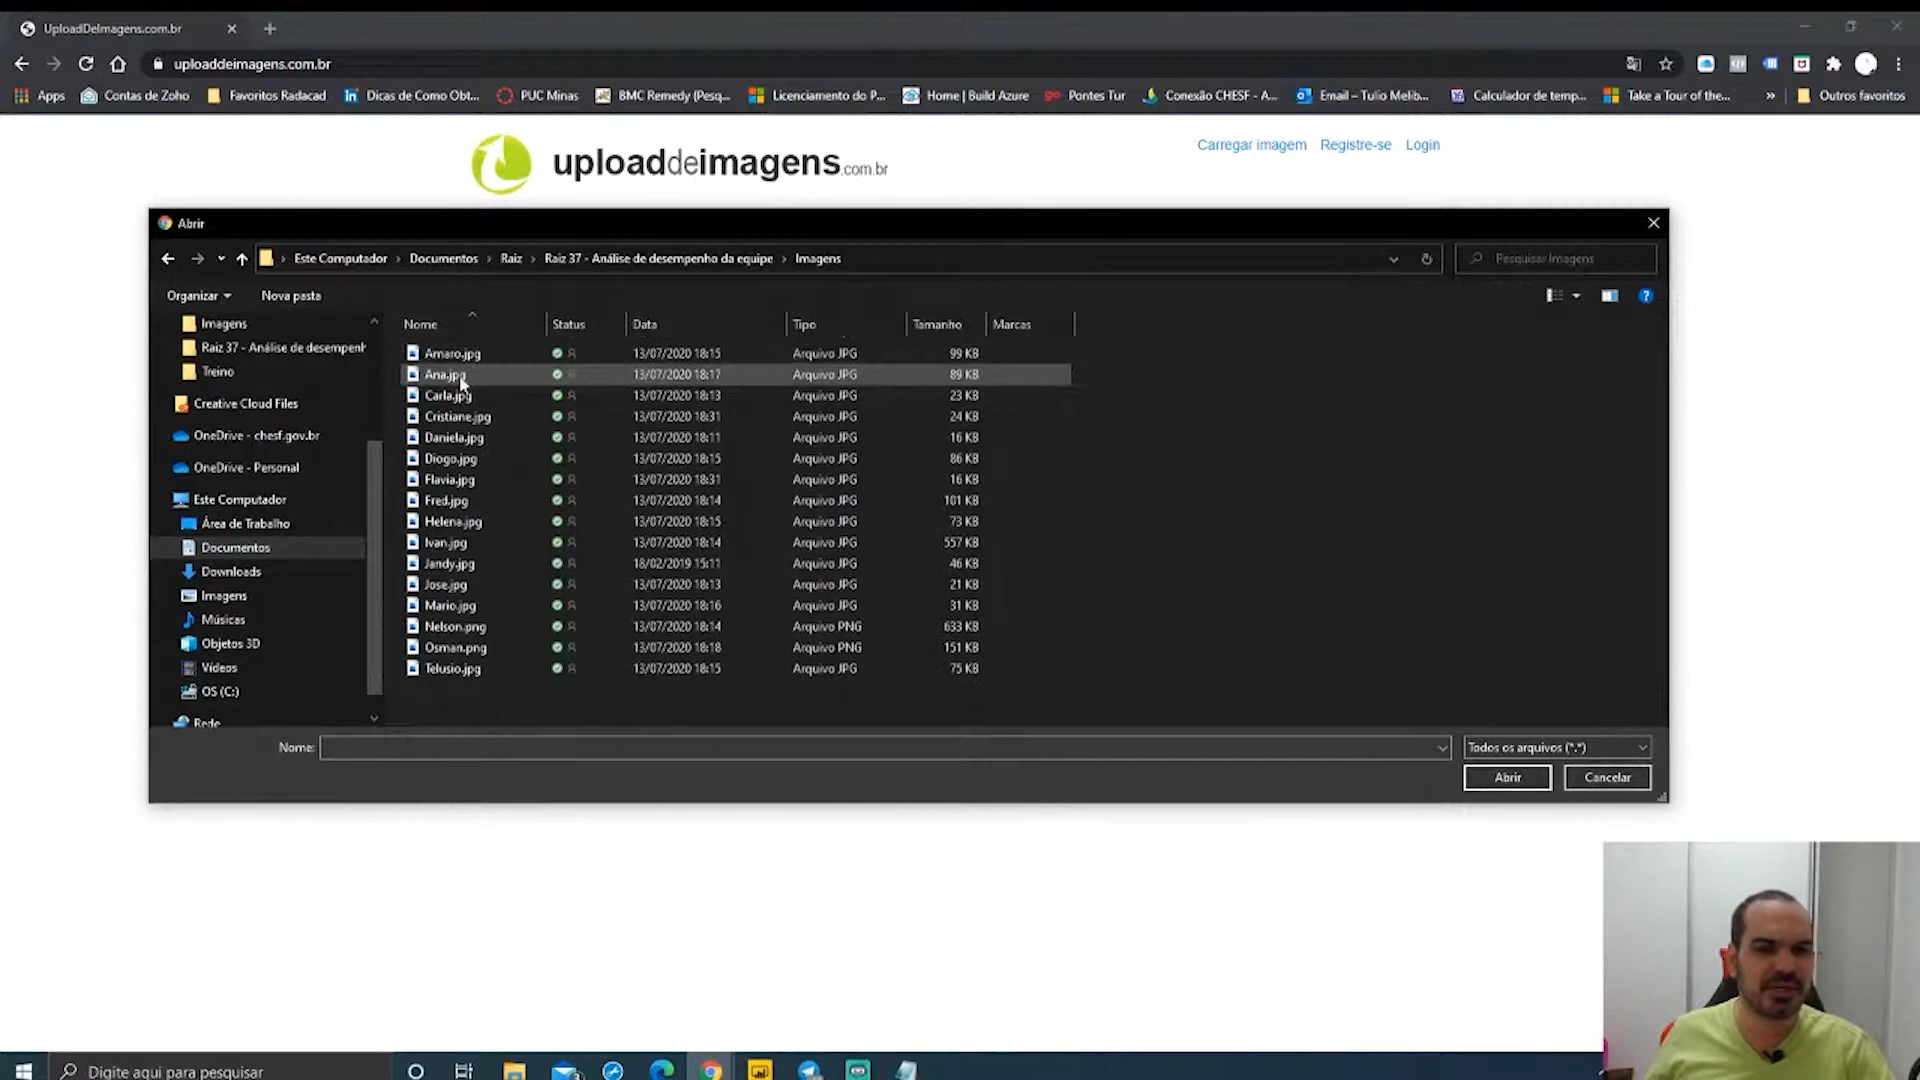 UploadDeImagens.com.br
uploaddeimagens.com.br
Apps
Contas de Zoho
Favoritos Radacad
Dicas de Como Obt...
PUC Minas
BMC Remedy (Pesq...
Licenciamento do P...
Home | Build Azure
Pontes Tur
Conexão CHESF - A...
Email – Tulio Melib...
Calculador de temp...
Take a Tour of the...
»
Outros favoritos
uploaddeimagens.com.br
Carregar imagem Registre-se Login
Abrir
Este Computador > Documentos > Raiz > Raiz 37 - Análise de desempenho da equipe > Imagens
Pesquisar Imagens
Organizar Nova pasta
Imagens
Raiz 37 - Análise de desempenh
Treino
Creative Cloud Files
OneDrive - chesf.gov.br
OneDrive - Personal
Este Computador
Área de Trabalho
Documentos
Downloads
Imagens
Músicas
Objetos 3D
Vídeos
OS (C:)
Rede
Nome Status Data Tipo Tamanho Marcas
Amaro.jpg 13/07/2020 18:15 Arquivo JPG 99 KB
Ana.jpg 13/07/2020 18:17 Arquivo JPG 89 KB
Carla.jpg 13/07/2020 18:13 Arquivo JPG 23 KB
Cristiane.jpg 13/07/2020 18:31 Arquivo JPG 24 KB
Daniela.jpg 13/07/2020 18:11 Arquivo JPG 16 KB
Diogo.jpg 13/07/2020 18:15 Arquivo JPG 86 KB
Flavia.jpg 13/07/2020 18:31 Arquivo JPG 16 KB
Fred.jpg 13/07/2020 18:14 Arquivo JPG 101 KB
Helena.jpg 13/07/2020 18:15 Arquivo JPG 73 KB
Ivan.jpg 13/07/2020 18:14 Arquivo JPG 557 KB
Jandy.jpg 18/02/2019 15:11 Arquivo JPG 46 KB
Jose.jpg 13/07/2020 18:13 Arquivo JPG 21 KB
Mario.jpg 13/07/2020 18:16 Arquivo JPG 31 KB
Nelson.png 13/07/2020 18:14 Arquivo PNG 633 KB
Osman.png 13/07/2020 18:18 Arquivo PNG 151 KB
Telusio.jpg 13/07/2020 18:15 Arquivo JPG 75 KB
Nome:
Todos os arquivos (*.*)
Abrir Cancelar
Digite aqui para pesquisar